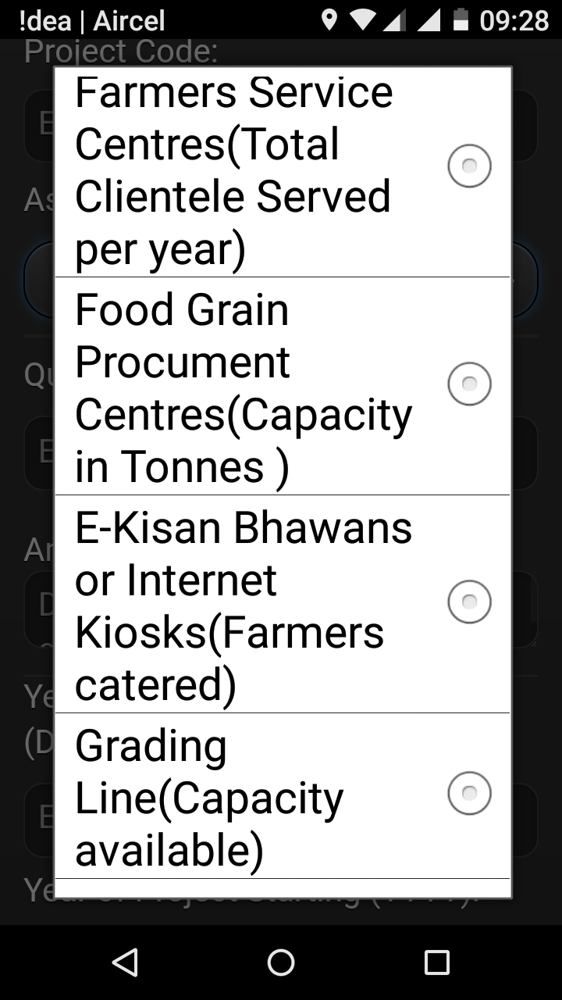 !dea | Aircel 09:28
Project Code:
Farmers Service
Centres(Total
Clientele Served
per year)
Food Grain
Procument
Centres(Capacity
in Tonnes )
E-Kisan Bhawans
or Internet
Kiosks(Farmers
catered)
Grading
Line(Capacity
available)